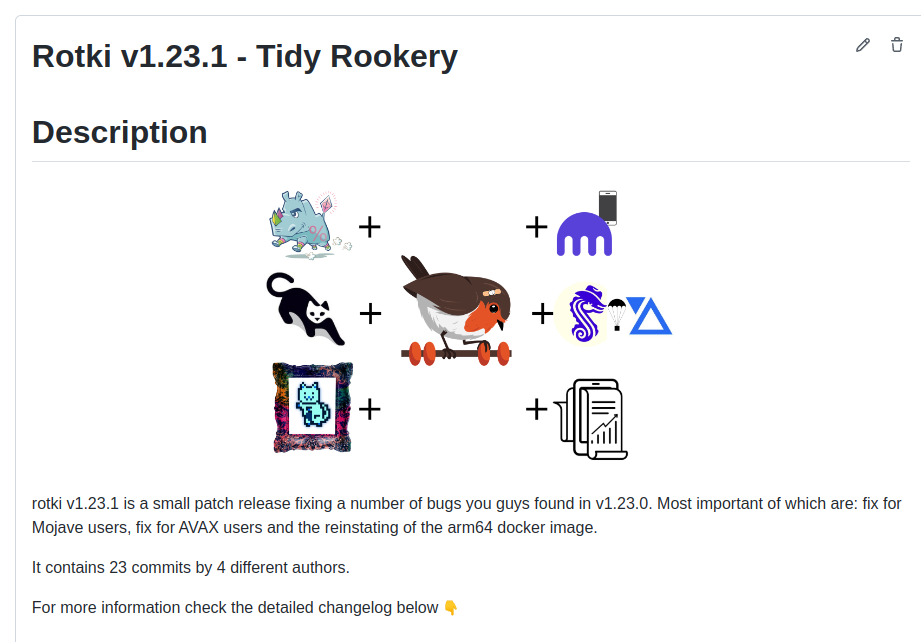 Rotki v1.23.1 - Tidy Rookery
Description
rotki v1.23.1 is a small patch release fixing a number of bugs you guys found in v1.23.0. Most important of which are: fix for
Mojave users, fix for AVAX users and the reinstating of the arm64 docker image.
It contains 23 commits by 4 different authors.
For more information check the detailed changelog below 👇